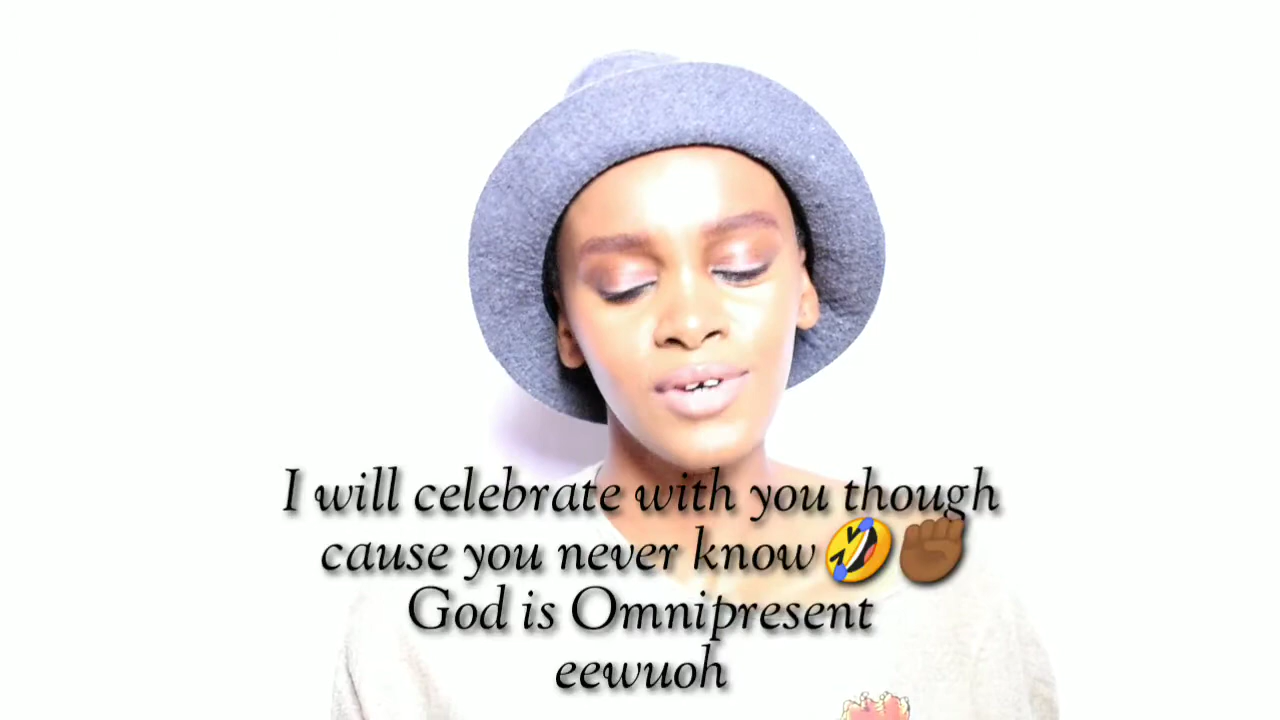 I will celebrate with you though
cause you never know 🤣✊🏾
God is Omnipresent
eewuoh